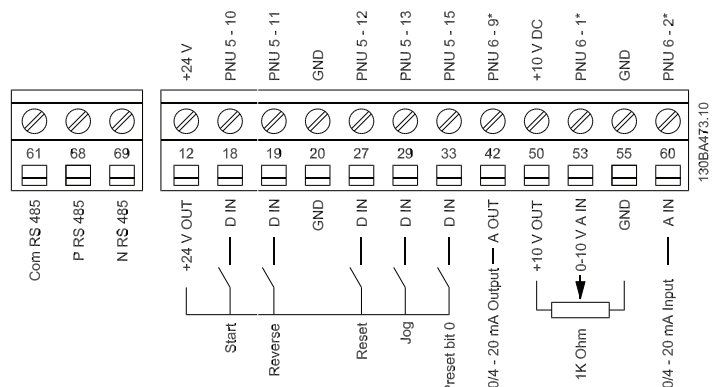 +24 V
PNU 5 - 10
PNU 5 - 11
GND
PNU 5 - 12
PNU 5 - 13
PNU 5 - 15
PNU 6 - 9*
+10 V DC
PNU 6 - 1*
GND
PNU 6 - 2*
61 68 69
12 18 19 20 27 29 33 42 50 53 55 60
130BA473.10
Com RS 485
P RS 485
N RS 485
+24 V OUT
D IN
D IN
GND
D IN
D IN
D IN
A OUT
+10 V OUT
0-10 V A IN
GND
A IN
Start
Reverse
Reset
Jog
Preset bit 0
0/4 - 20 mA Output
1K Ohm
0/4 - 20 mA Input